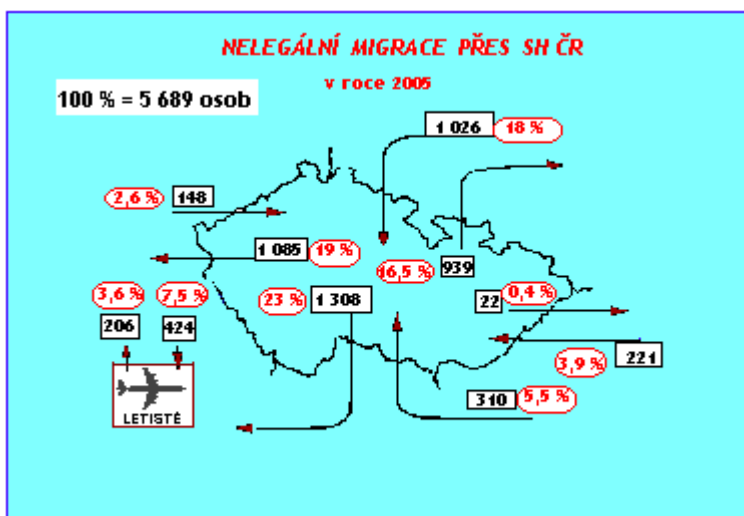 NELEGÁLNÍ MIGRACE PŘES SH ČR
v roce 2005
100 % = 5 689 osob
1 026 18 %
2,6 % 148
1 085 19 %
16,5 % 939
3,6 % 7,5 %
206 424
23 % 1 308
22 0,4 %
3,9 % 221
310 5,5 %
LETISTĚ